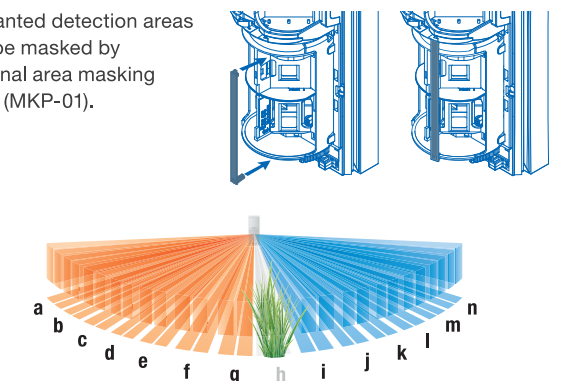 anted detection areas
be masked by
nal area masking
(MKP-01).
a b c d e f g h i j k l m n